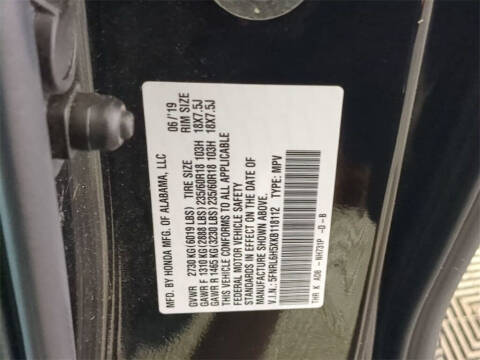 MFD. BY HONDA MFG. OF ALABAMA, LLC 06/'19
GVWR 2730 KG(6019 LBS) TIRE SIZE RIM SIZE
GAWR F 1310 KG(2888 LBS) 235/60R18 103H 18X7.5J
GAWR R 1465 KG(3230 LBS) 235/60R18 103H 18X7.5J
THIS VEHICLE CONFORMS TO ALL APPLICABLE
FEDERAL MOTOR VEHICLE SAFETY
STANDARDS IN EFFECT ON THE DATE OF
MANUFACTURE SHOWN ABOVE.
V.I.N.: 5FNRL6H5XKB118112 TYPE: MPV
THR K A08 - NH731P -D -B